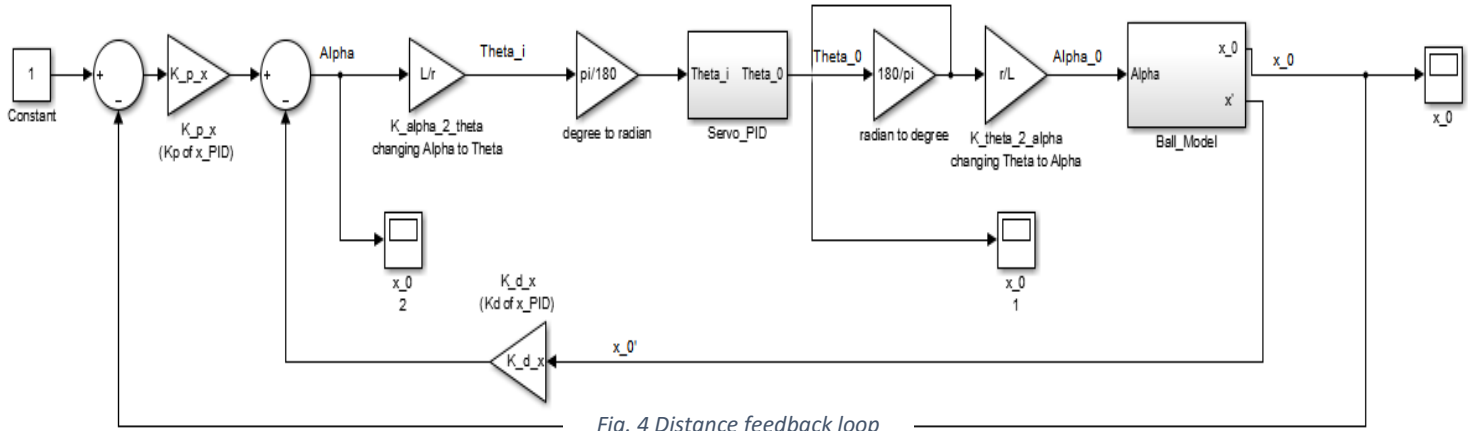 1
Constant
+
−
K_p_x
K_p_x
(Kp of x_PID)
+
−
Alpha
L/r
K_alpha_2_theta
changing Alpha to Theta
Theta_i
pi/180
degree to radian
Theta_i Theta_0
Servo_PID
Theta_0
180/pi
radian to degree
r/L
K_theta_2_alpha
changing Theta to Alpha
Alpha_0
Alpha
x_0
x'
Ball_Model
x_0
x_0
x_0
2
x_0
1
K_d_x
(Kd of x_PID)
K_d_x
x_0'
Fig. 4 Distance feedback loop